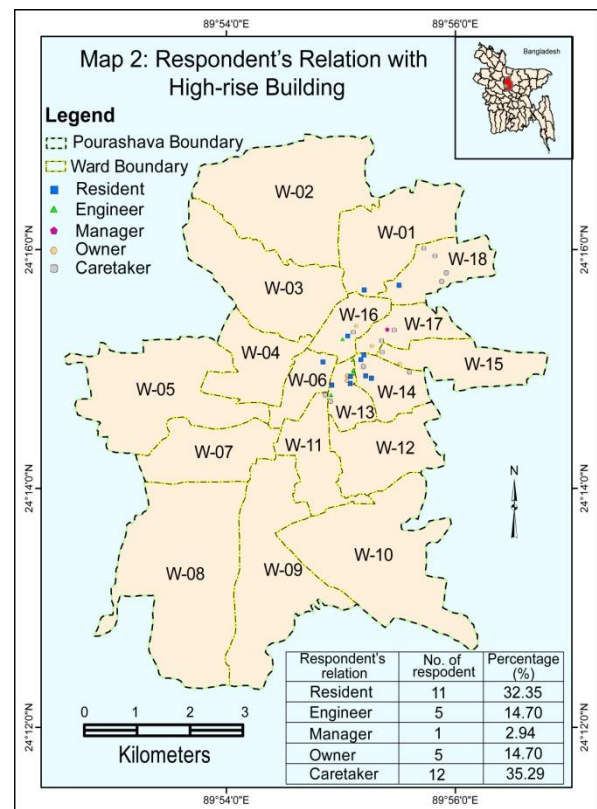 89°54'0"E 89°56'0"E
Map 2: Respondent's Relation with
High-rise Building
Bangladesh
Legend
Pourashava Boundary
Ward Boundary
Resident
Engineer
Manager
Owner
Caretaker
24°16'0"N
24°14'0"N
24°12'0"N
24°16'0"N
24°14'0"N
24°12'0"N
W-02
W-01
W-18
W-03
W-16
W-17
W-04
W-15
W-05
W-06
W-14
W-13
W-11
W-07
W-12
W-10
W-08
W-09
N
Respondent's relation No. of respodent Percentage (%)
Resident 11 32.35
Engineer 5 14.70
Manager 1 2.94
Owner 5 14.70
Caretaker 12 35.29
0 1 2 3
Kilometers
89°54'0"E 89°56'0"E